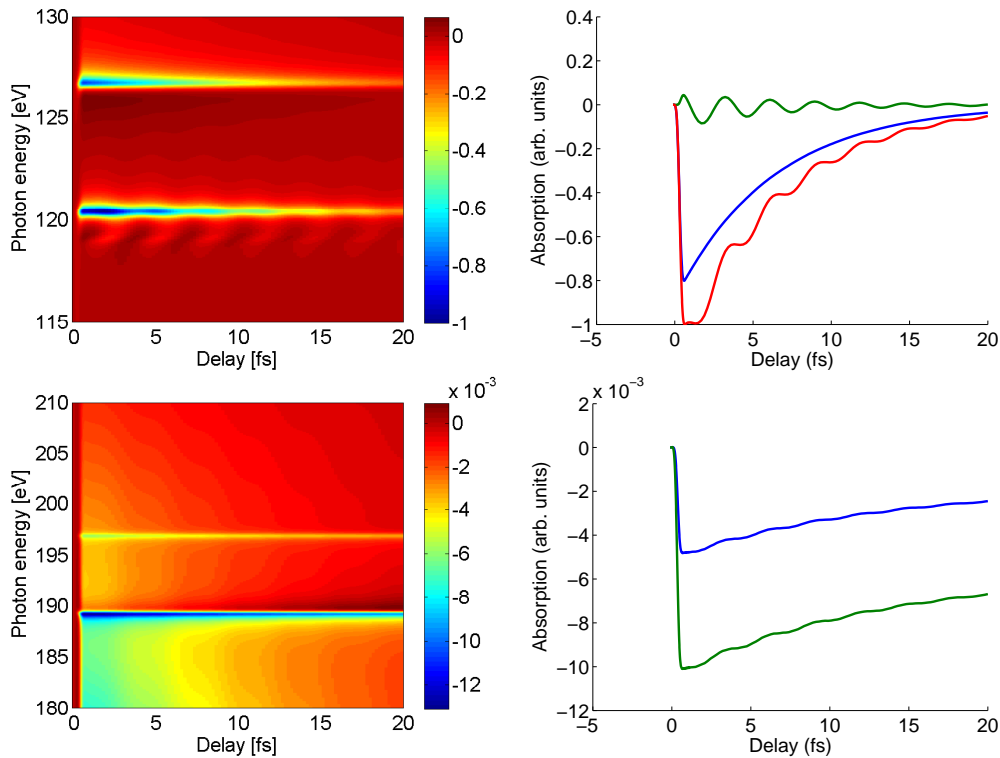 130
125
120
115
Photon energy [eV]
0 5 10 15 20
Delay [fs]
0
-0.2
-0.4
-0.6
-0.8
-1
0.4
0.2
0
−0.2
−0.4
−0.6
−0.8
−1
Absorption (arb. units)
−5 0 5 10 15 20
Delay (fs)
210
205
200
195
190
185
180
Photon energy [eV]
0 5 10 15 20
Delay [fs]
x 10-3
0
-2
-4
-6
-8
-10
-12
x 10−3
2
0
−2
−4
−6
−8
−10
−12
Absorption (arb. units)
−5 0 5 10 15 20
Delay (fs)